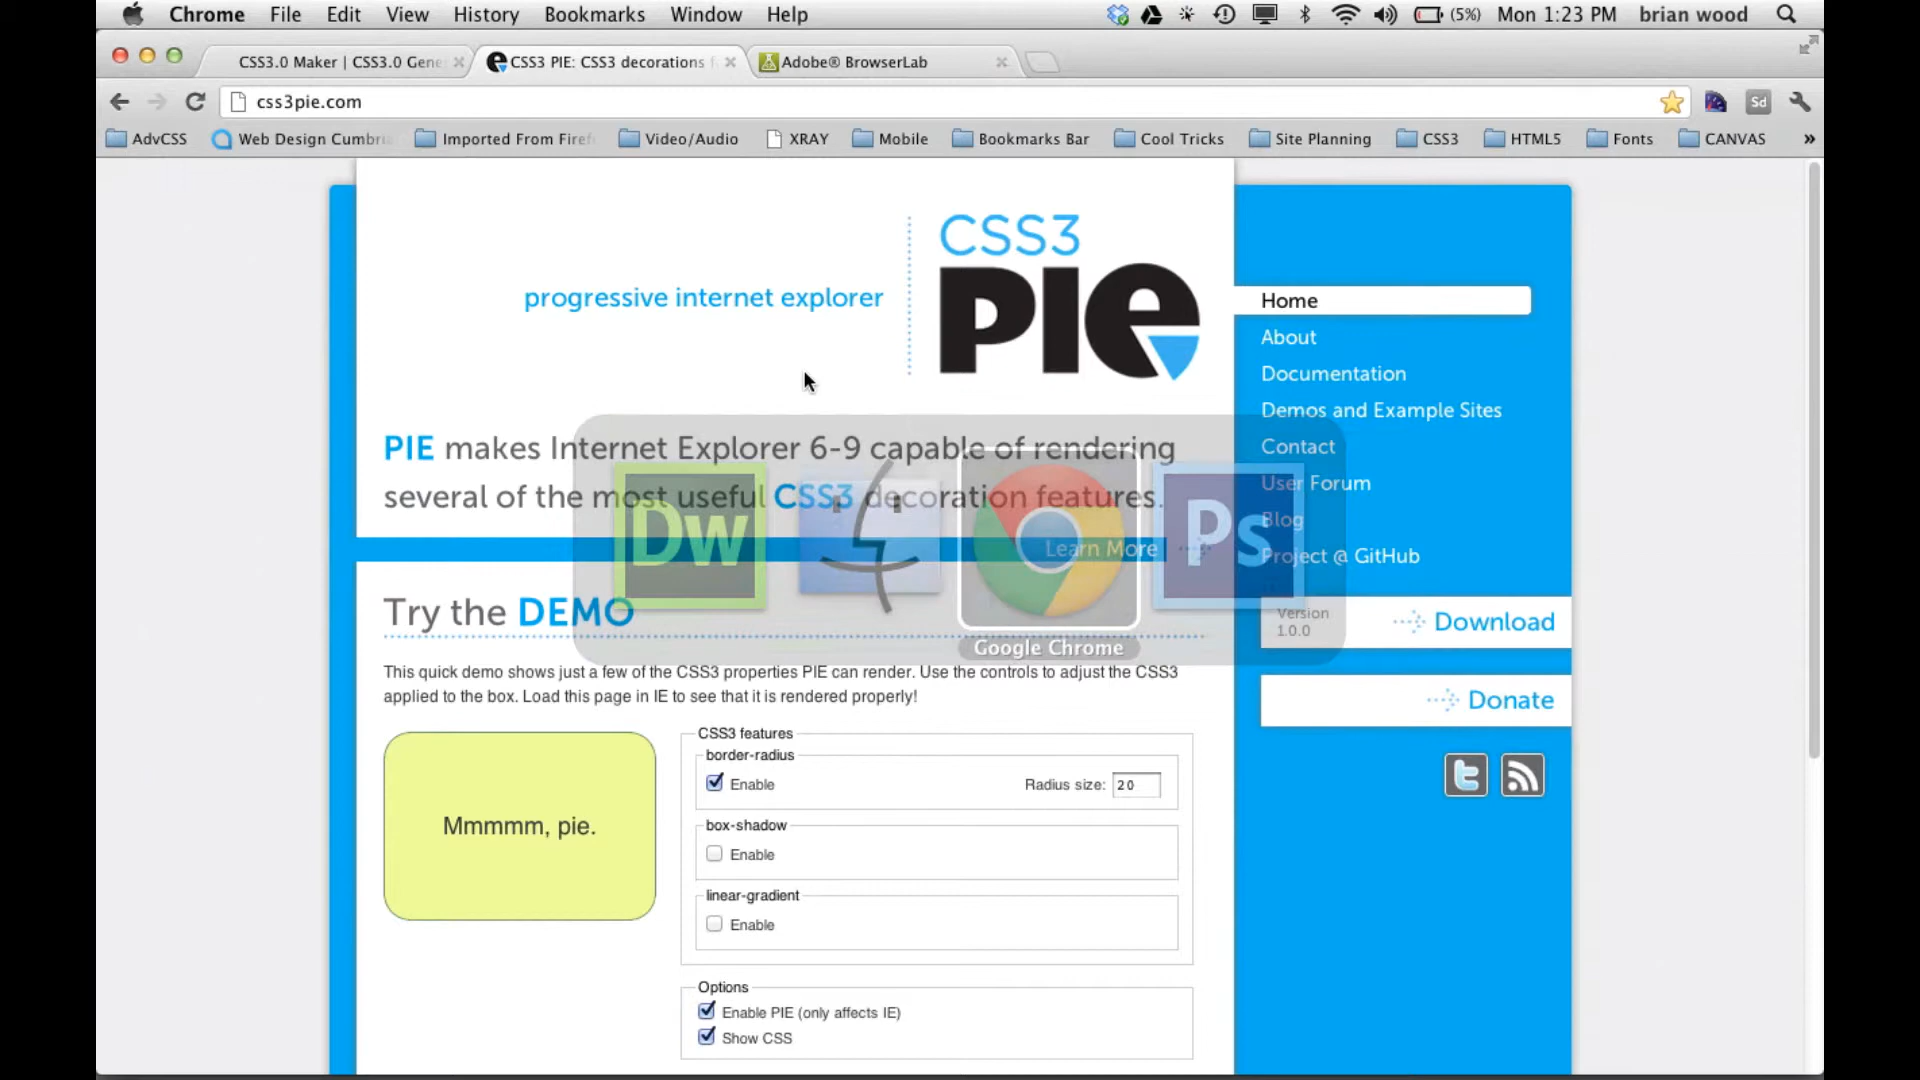 Chrome File Edit View History Bookmarks Window Help (5%) Mon 1:23 PM brian wood
CSS3.0 Maker | CSS3.0 Gene
CSS3 PIE: CSS3 decorations f
Adobe® BrowserLab
css3pie.com
Sd
AdvCSS Web Design Cumbri Imported From Firef Video/Audio XRAY Mobile Bookmarks Bar Cool Tricks Site Planning CSS3 HTML5 Fonts CANVAS »
progressive internet explorer
CSS3
PIE
Home
About
Documentation
Demos and Example Sites
Contact
User Forum
Blog
Project @ GitHub
PIE makes Internet Explorer 6-9 capable of rendering
several of the most useful CSS3 decoration features.
Learn More
Dw
Ps
Google Chrome
Version
1.0.0
Download
Donate
Try the DEMO
This quick demo shows just a few of the CSS3 properties PIE can render. Use the controls to adjust the CSS3
applied to the box. Load this page in IE to see that it is rendered properly!
Mmmmm, pie.
CSS3 features
border-radius
Enable
Radius size: 20
box-shadow
Enable
linear-gradient
Enable
Options
Enable PIE (only affects IE)
Show CSS